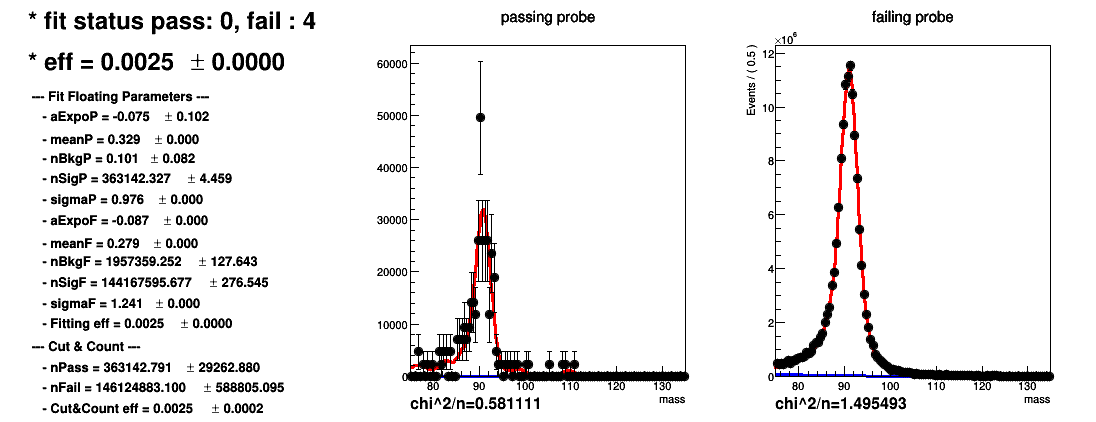 * fit status pass: 0, fail : 4
* eff = 0.0025 ± 0.0000
--- Fit Floating Parameters ---
- aExpoP = -0.075 ± 0.102
- meanP = 0.329 ± 0.000
- nBkgP = 0.101 ± 0.082
- nSigP = 363142.327 ± 4.459
- sigmaP = 0.976 ± 0.000
- aExpoF = -0.087 ± 0.000
- meanF = 0.279 ± 0.000
- nBkgF = 1957359.252 ± 127.643
- nSigF = 144167595.677 ± 276.545
- sigmaF = 1.241 ± 0.000
- Fitting eff = 0.0025 ± 0.0000
--- Cut & Count ---
- nPass = 363142.791 ± 29262.880
- nFail = 146124883.100 ± 588805.095
- Cut&Count eff = 0.0025 ± 0.0002
passing probe
60000
50000
40000
30000
20000
10000
0
80 90 100 110 120 130
mass
chi^2/n=0.581111
failing probe
×10^6
Events / ( 0.5 )
12
10
8
6
4
2
0
80 90 100 110 120 130
mass
chi^2/n=1.495493